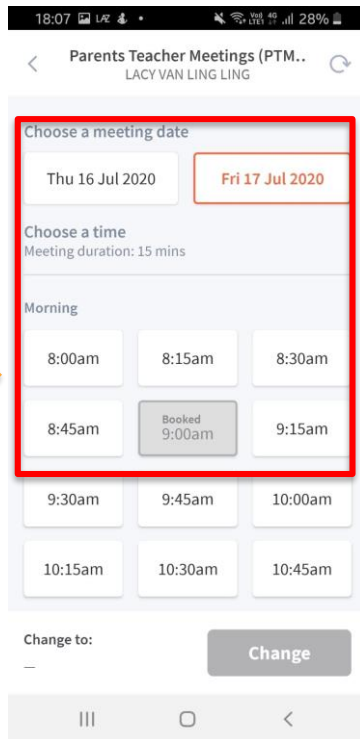 18:07 28%
Parents Teacher Meetings (PTM..
LACY VAN LING LING
Choose a meeting date
Thu 16 Jul 2020 Fri 17 Jul 2020
Choose a time
Meeting duration: 15 mins
Morning
8:00am 8:15am 8:30am
Booked
8:45am 9:00am 9:15am
9:30am 9:45am 10:00am
10:15am 10:30am 10:45am
Change to:
— Change